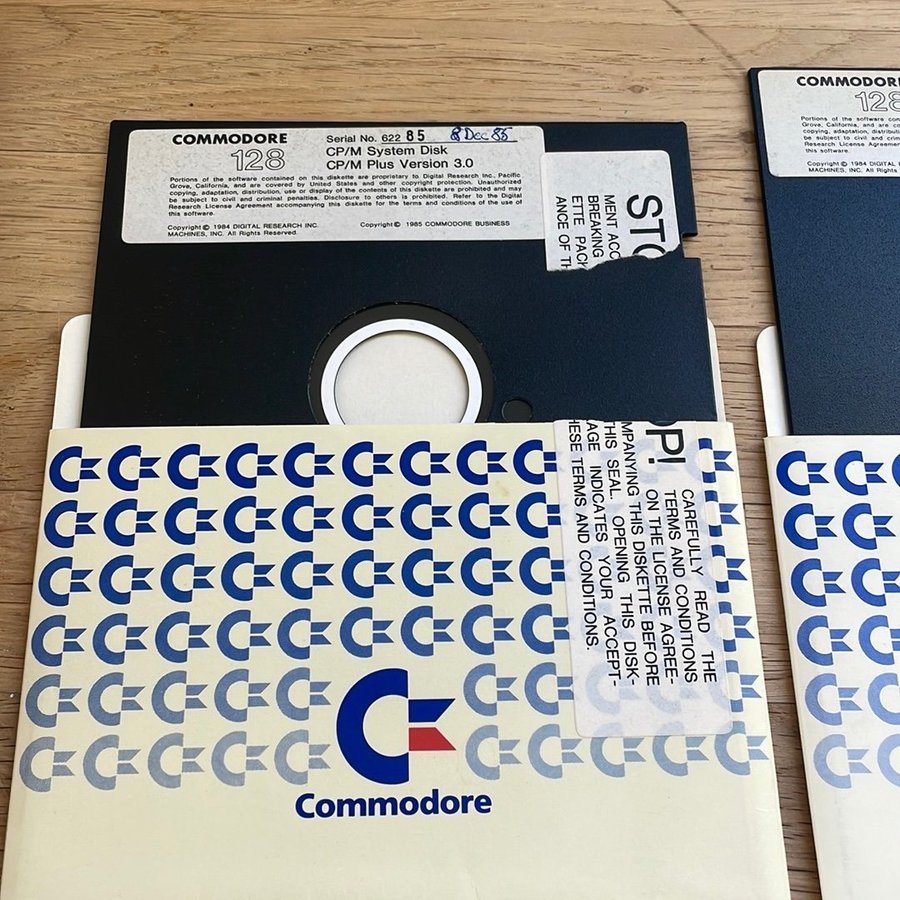 COMMODORE
128
Serial No. 622 85 8 Dec 85
CP/M System Disk
CP/M Plus Version 3.0
Portions of the software contained on this diskette are proprietary to Digital Research Inc. Pacific
Grove, California, and are covered by United States and other copyright protection. Unauthorized
copying, adaptation, distribution, use or display of the contents of this diskette are prohibited and may
be subject to civil and criminal penalties. Disclosure to others is prohibited. Refer to the Digital
Research License Agreement accompanying this diskette for the terms and conditions of the use of
this software.
Copyright© 1984 DIGITAL RESEARCH INC. Copyright© 1985 COMMODORE BUSINESS
MACHINES, INC. All Rights Reserved.
STO
MENT ACC
BREAKING
ETTE PACK
ANCE OF TH
OP!
CAREFULLY READ THE
TERMS AND CONDITIONS
ON THE LICENSE AGREE-
MENT ACCOMPANYING THIS DISKETTE BEFORE
THIS SEAL. OPENING THIS DISK-
AGE INDICATES YOUR ACCEPT-
HESE TERMS AND CONDITIONS.
Commodore
COMMODORE
128
Portions of the software con
Grove, California, and are co
copying, adaptation, distributi
be subject to civil and crimin
Research License Agreement
this software.
Copyright© 1984 DIGITAL
MACHINES, INC. All Rights